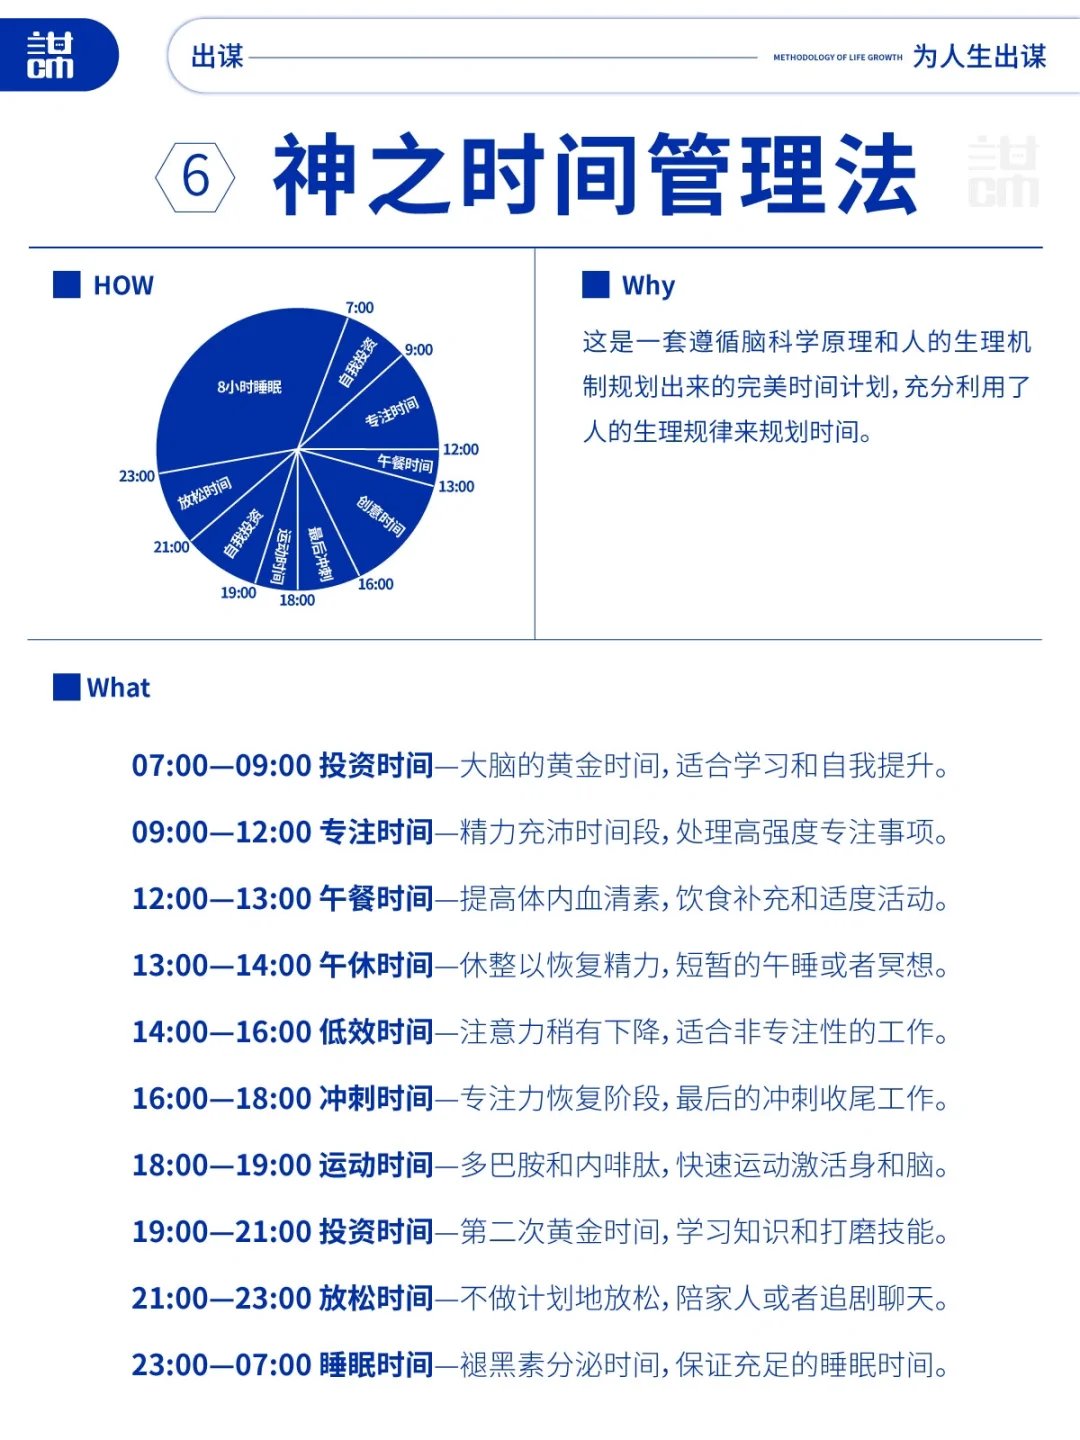 謀
cm
出谋
METHODOLOGY OF LIFE GROWTH
为人生出谋
6
神之时间管理法
謀
cm
HOW
7:00
9:00
12:00
13:00
16:00
18:00
19:00
21:00
23:00
8小时睡眠
自我投资
专注时间
午餐时间
创意时间
最后冲刺
运动时间
自我投资
放松时间
Why
这是一套遵循脑科学原理和人的生理机
制规划出来的完美时间计划，充分利用了
人的生理规律来规划时间。
What
07:00—09:00 投资时间—大脑的黄金时间，适合学习和自我提升。
09:00—12:00 专注时间—精力充沛时间段，处理高强度专注事项。
12:00—13:00 午餐时间—提高体内血清素，饮食补充和适度活动。
13:00—14:00 午休时间—休整以恢复精力，短暂的午睡或者冥想。
14:00—16:00 低效时间—注意力稍有下降，适合非专注性的工作。
16:00—18:00 冲刺时间—专注力恢复阶段，最后的冲刺收尾工作。
18:00—19:00 运动时间—多巴胺和内啡肽，快速运动激活身和脑。
19:00—21:00 投资时间—第二次黄金时间，学习知识和打磨技能。
21:00—23:00 放松时间—不做计划地放松，陪家人或者追剧聊天。
23:00—07:00 睡眠时间—褪黑素分泌时间，保证充足的睡眠时间。